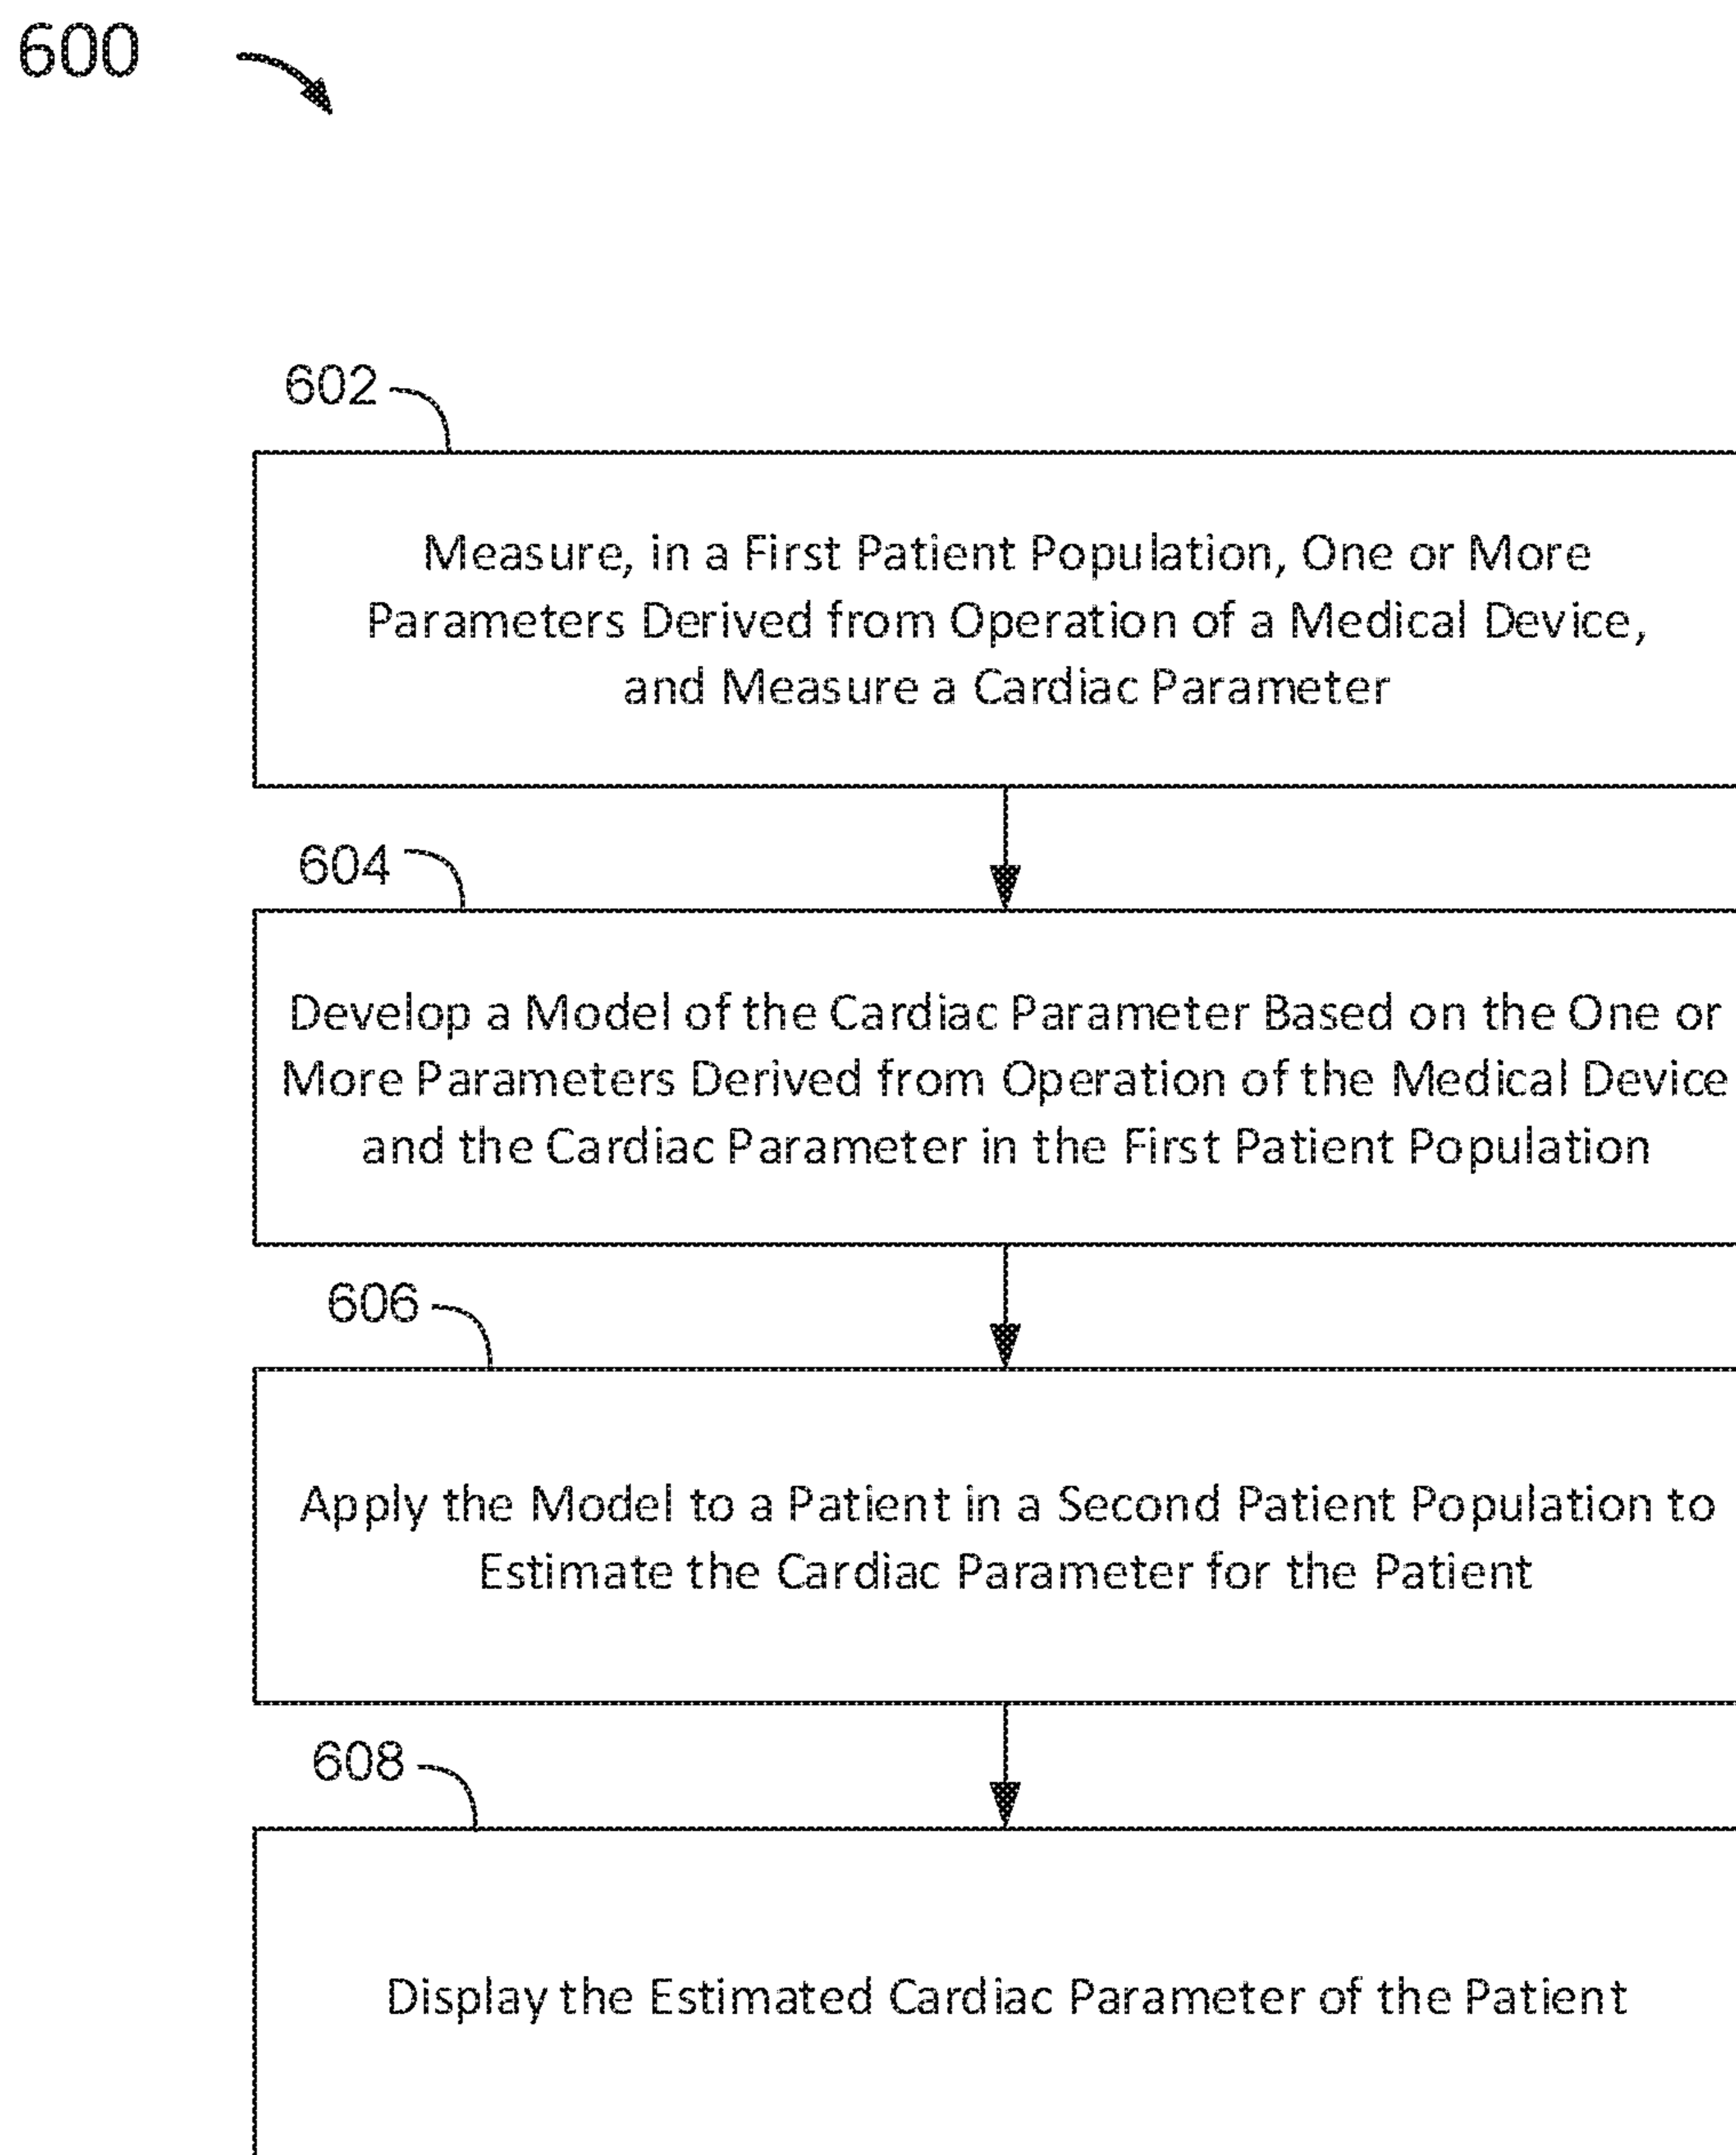 600
602
Measure, in a First Patient Population, One or More
Parameters Derived from Operation of a Medical Device,
and Measure a Cardiac Parameter
604
Develop a Model of the Cardiac Parameter Based on the One or
More Parameters Derived from Operation of the Medical Device
and the Cardiac Parameter in the First Patient Population
606
Apply the Model to a Patient in a Second Patient Population to
Estimate the Cardiac Parameter for the Patient
608
Display the Estimated Cardiac Parameter of the Patient